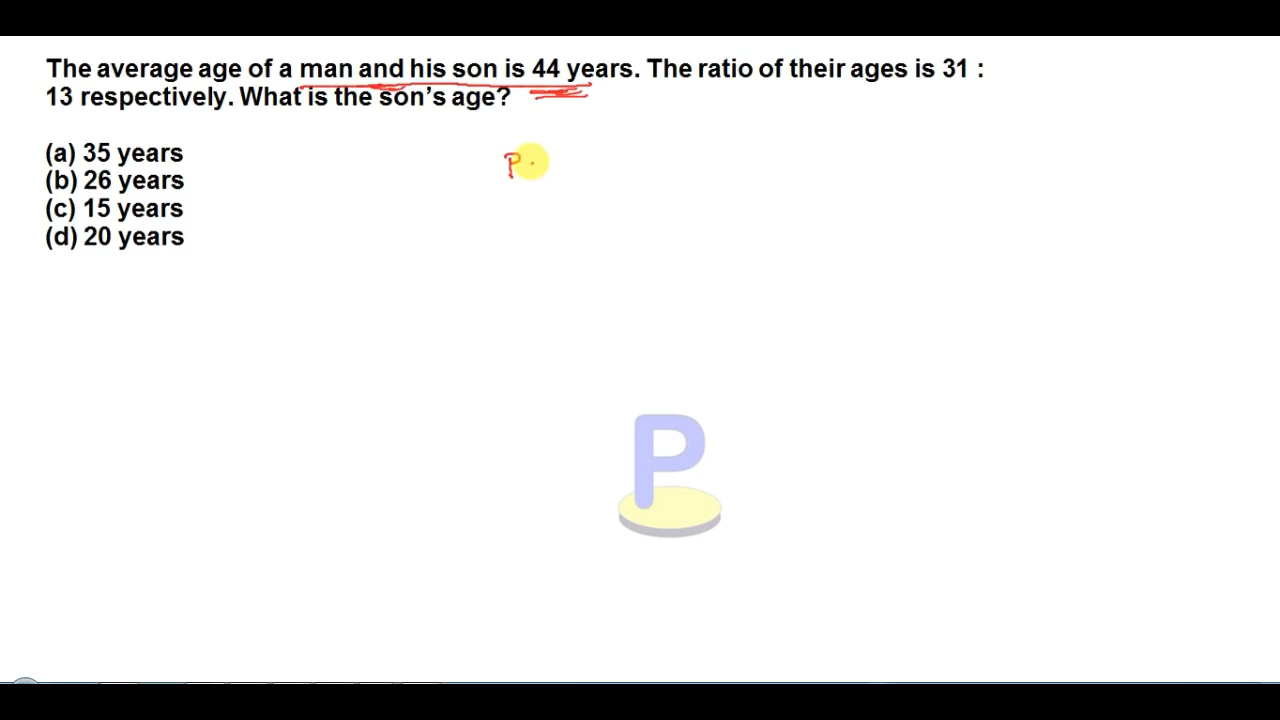 The average age of a man and his son is 44 years. The ratio of their ages is 31 :
13 respectively. What is the son's age?
(a) 35 years
(b) 26 years
(c) 15 years
(d) 20 years
P
P